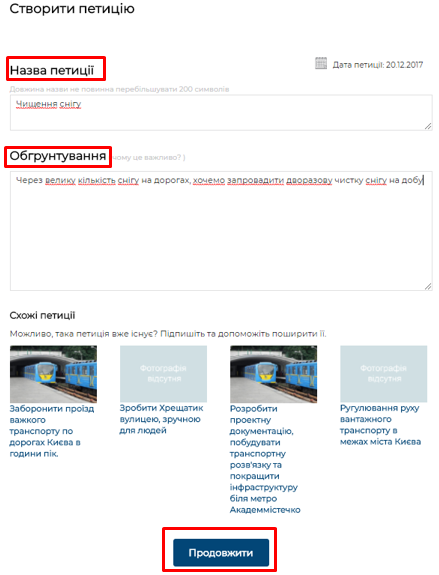 Створити петицію
Назва петиції
Дата петиції: 20.12.2017
Довжина назви не повинна перебільшувати 200 символів
Чищення снігу
Обгрунтування (чому це важливо? )
Через велику кількість снігу на дорогах, хочемо запровадити дворазову чистку снігу на добу
Схожі петиції
Можливо, така петиція вже існує? Підпишіть та допоможіть поширити її.
Фотографія
відсутня
Фотографія
відсутня
Заборонити проїзд
важкого
транспорту по
дорогах Києва в
години пік.
Зробити Хрещатик
вулицею, зручною
для людей
Розробити
проектну
документацію,
побудувати
транспортну
розв'язку та
покращити
інфраструктуру
біля метро
Академмістечко
Ругулювання руху
вантажного
транспорту в
межах міста Києва
Продовжити